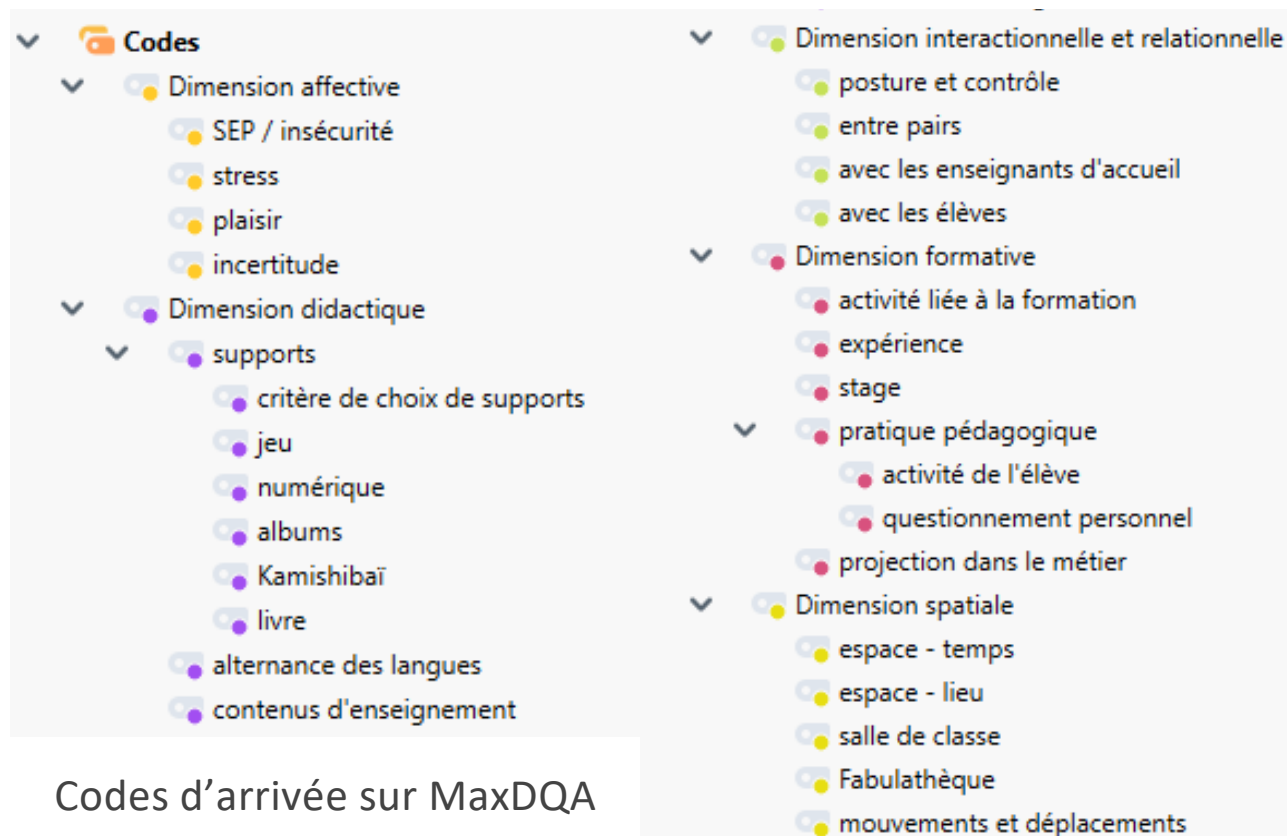 Codes
Dimension affective
SEP / insécurité
stress
plaisir
incertitude
Dimension didactique
supports
critère de choix de supports
jeu
numérique
albums
Kamishibaï
livre
alternance des langues
contenus d'enseignement
Codes d’arrivée sur MaxDQA
Dimension interactionnelle et relationnelle
posture et contrôle
entre pairs
avec les enseignants d'accueil
avec les élèves
Dimension formative
activité liée à la formation
expérience
stage
pratique pédagogique
activité de l'élève
questionnement personnel
projection dans le métier
Dimension spatiale
espace - temps
espace - lieu
salle de classe
Fabulathèque
mouvements et déplacements